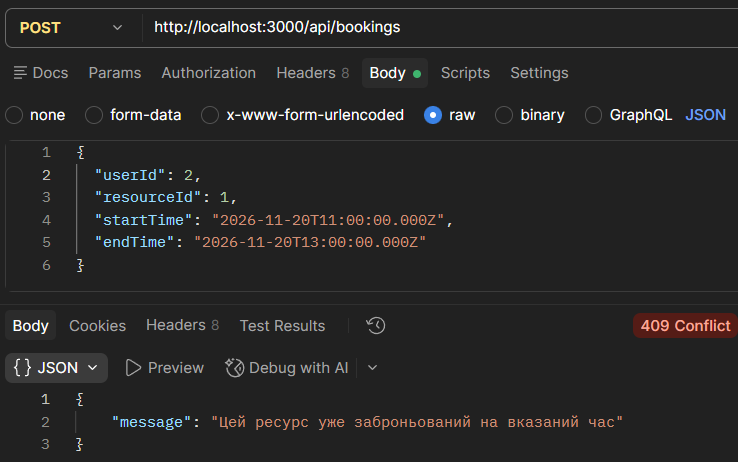 POST http://localhost:3000/api/bookings
Docs Params Authorization Headers 8 Body Scripts Settings
none form-data x-www-form-urlencoded raw binary GraphQL JSON
1 {
2 "userId": 2,
3 "resourceId": 1,
4 "startTime": "2026-11-20T11:00:00.000Z",
5 "endTime": "2026-11-20T13:00:00.000Z"
6 }
Body Cookies Headers 8 Test Results 409 Conflict
{} JSON Preview Debug with AI
1 {
2 "message": "Цей ресурс уже заброньований на вказаний час"
3 }